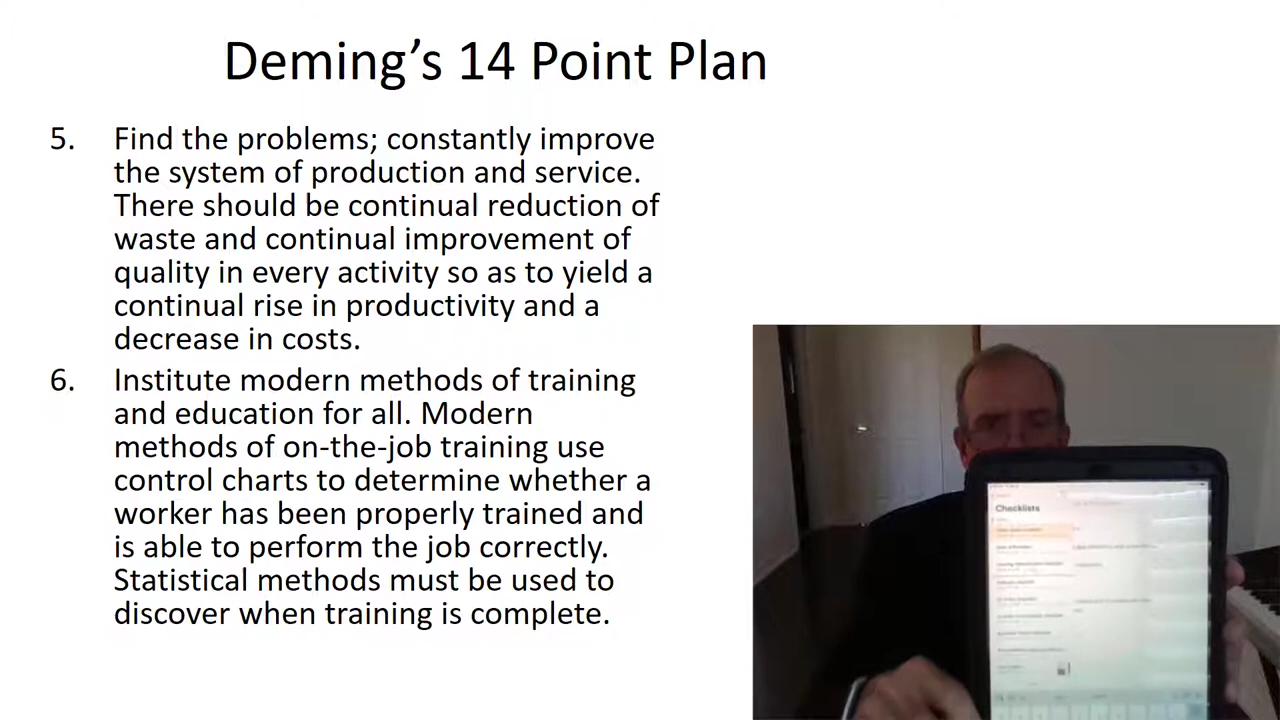 Deming’s 14 Point Plan
5. Find the problems; constantly improve
the system of production and service.
There should be continual reduction of
waste and continual improvement of
quality in every activity so as to yield a
continual rise in productivity and a
decrease in costs.
6. Institute modern methods of training
and education for all. Modern
methods of on-the-job training use
control charts to determine whether a
worker has been properly trained and
is able to perform the job correctly.
Statistical methods must be used to
discover when training is complete.
Checklists